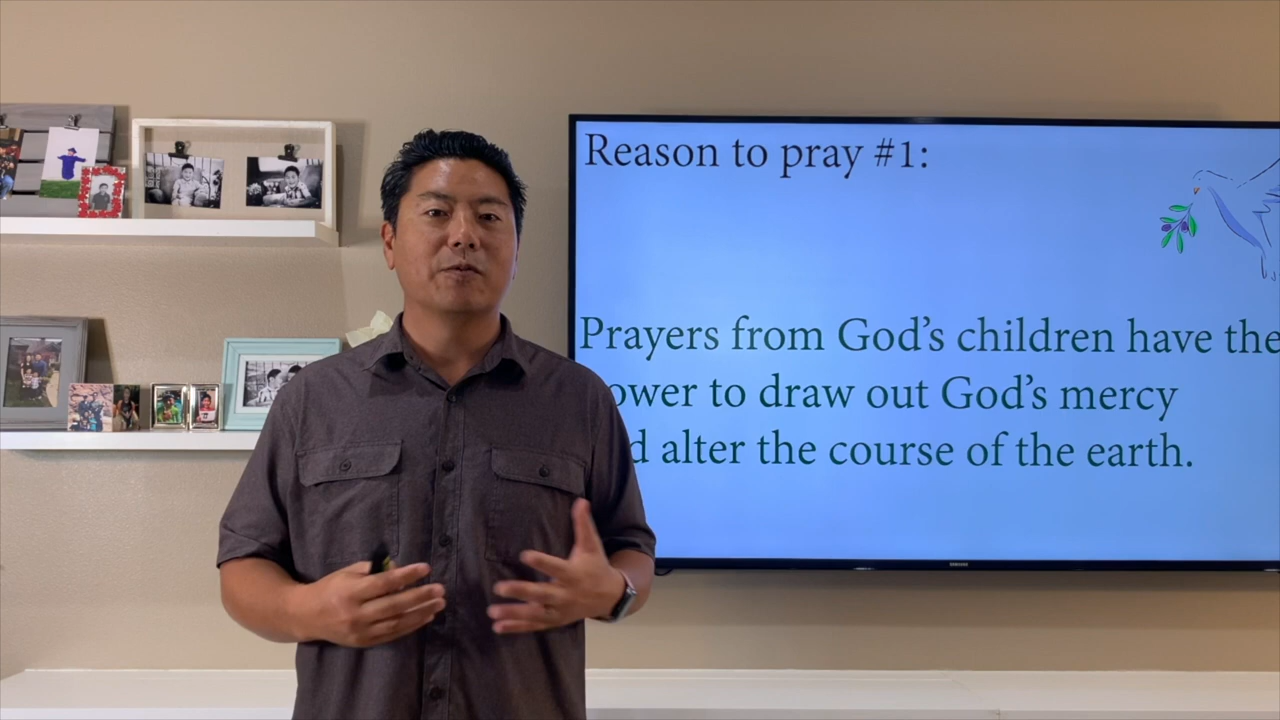 Reason to pray #1:
Prayers from God's children have the
ower to draw out God's mercy
d alter the course of the earth.
SAMSUNG